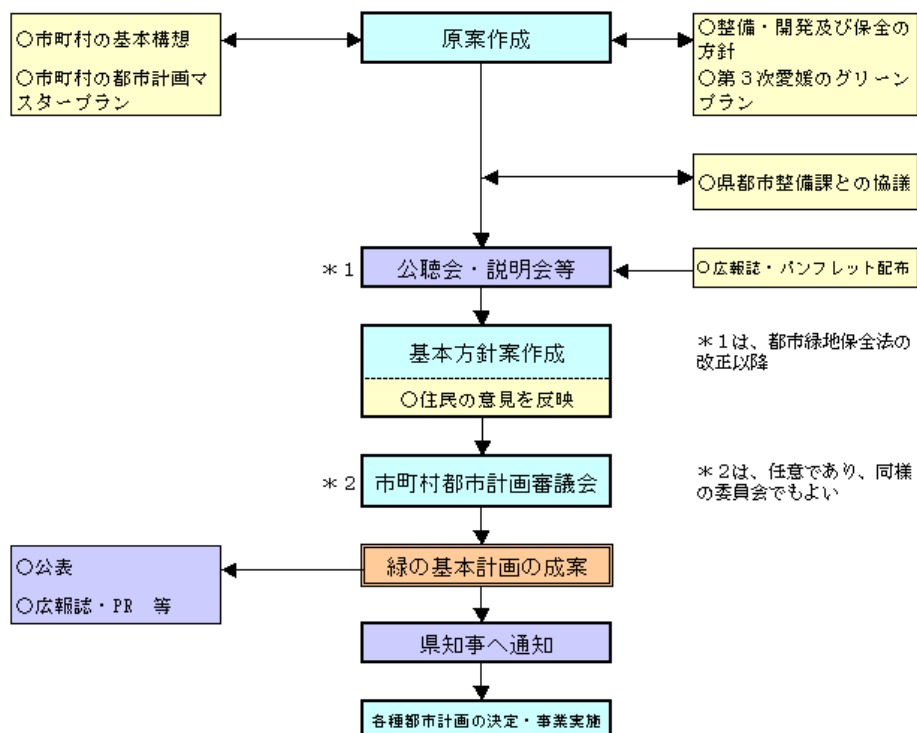 ○市町村の基本構想
○市町村の都市計画マ
スタープラン
原案作成
○整備・開発及び保全の
方針
○第３次愛媛のグリーン
プラン
○県都市整備課との協議
＊１
公聴会・説明会等
○広報誌・パンフレット配布
基本方針案作成
○住民の意見を反映
＊１は、都市緑地保全法の
改正以降
＊２
市町村都市計画審議会
＊２は、任意であり、同様
の委員会でもよい
○公表
○広報誌・PR　等
緑の基本計画の成案
県知事へ通知
各種都市計画の決定・事業実施